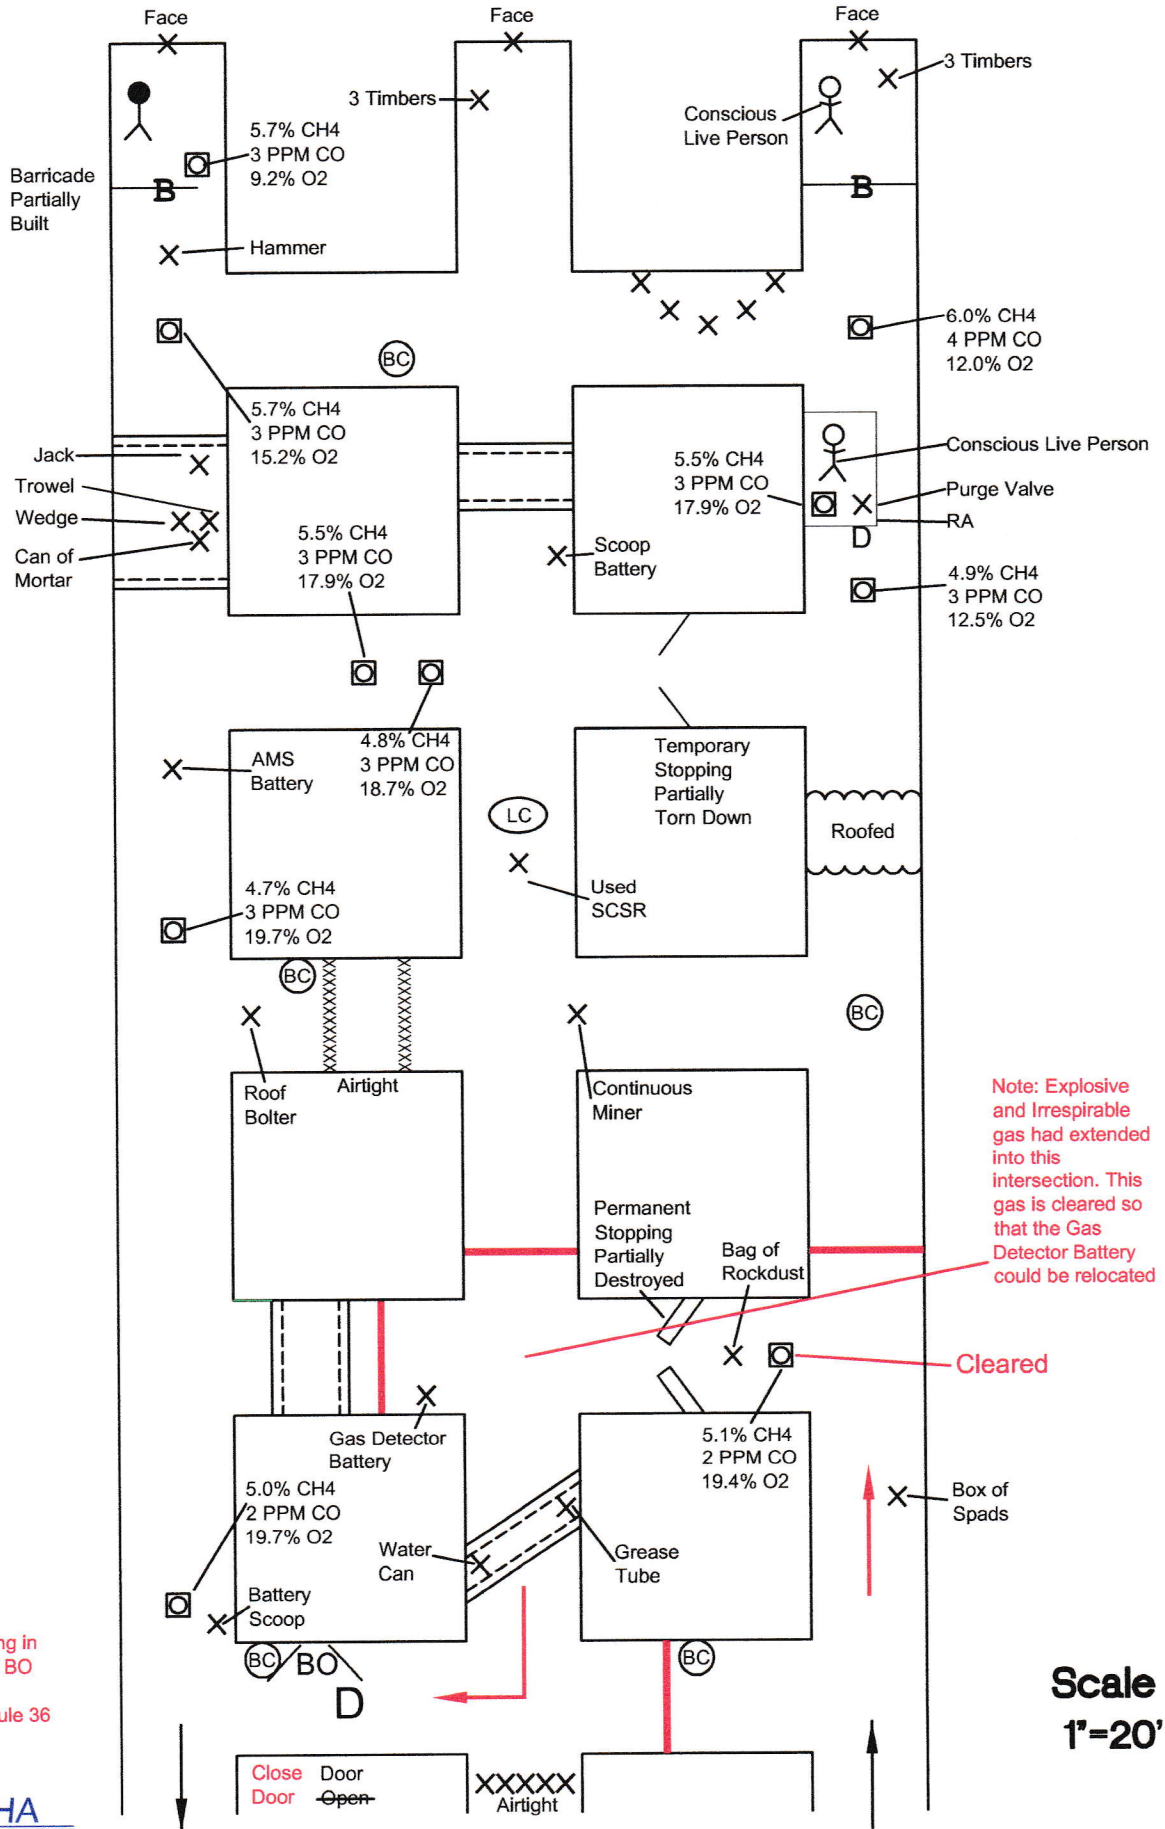 Face
Face
Face
3 Timbers
3 Timbers
Conscious
Live Person
5.7% CH4
3 PPM CO
9.2% O2
Barricade
Partially
Built
B
B
Hammer
6.0% CH4
4 PPM CO
12.0% O2
BC
5.7% CH4
3 PPM CO
15.2% O2
Jack
Trowel
Wedge
Can of
Mortar
5.5% CH4
3 PPM CO
17.9% O2
Conscious Live Person
Purge Valve
RA
D
5.5% CH4
3 PPM CO
17.9% O2
Scoop
Battery
4.9% CH4
3 PPM CO
12.5% O2
AMS
Battery
4.8% CH4
3 PPM CO
18.7% O2
Temporary
Stopping
Partially
Torn Down
LC
Roofed
Used
SCSR
4.7% CH4
3 PPM CO
19.7% O2
BC
BC
Roof
Bolter
Airtight
Continuous
Miner
Note: Explosive
and Irrespirable
gas had extended
into this
intersection. This
gas is cleared so
that the Gas
Detector Battery
could be relocated
Permanent
Stopping
Partially
Destroyed
Bag of
Rockdust
Cleared
Gas Detector
Battery
5.1% CH4
2 PPM CO
19.4% O2
5.0% CH4
2 PPM CO
19.7% O2
Box of
Spads
Water
Can
Grease
Tube
Battery
Scoop
BC
BO
D
BC
ng in
BO
ule 36
Scale
1"=20'
Close Door
Door Open
Airtight
HA